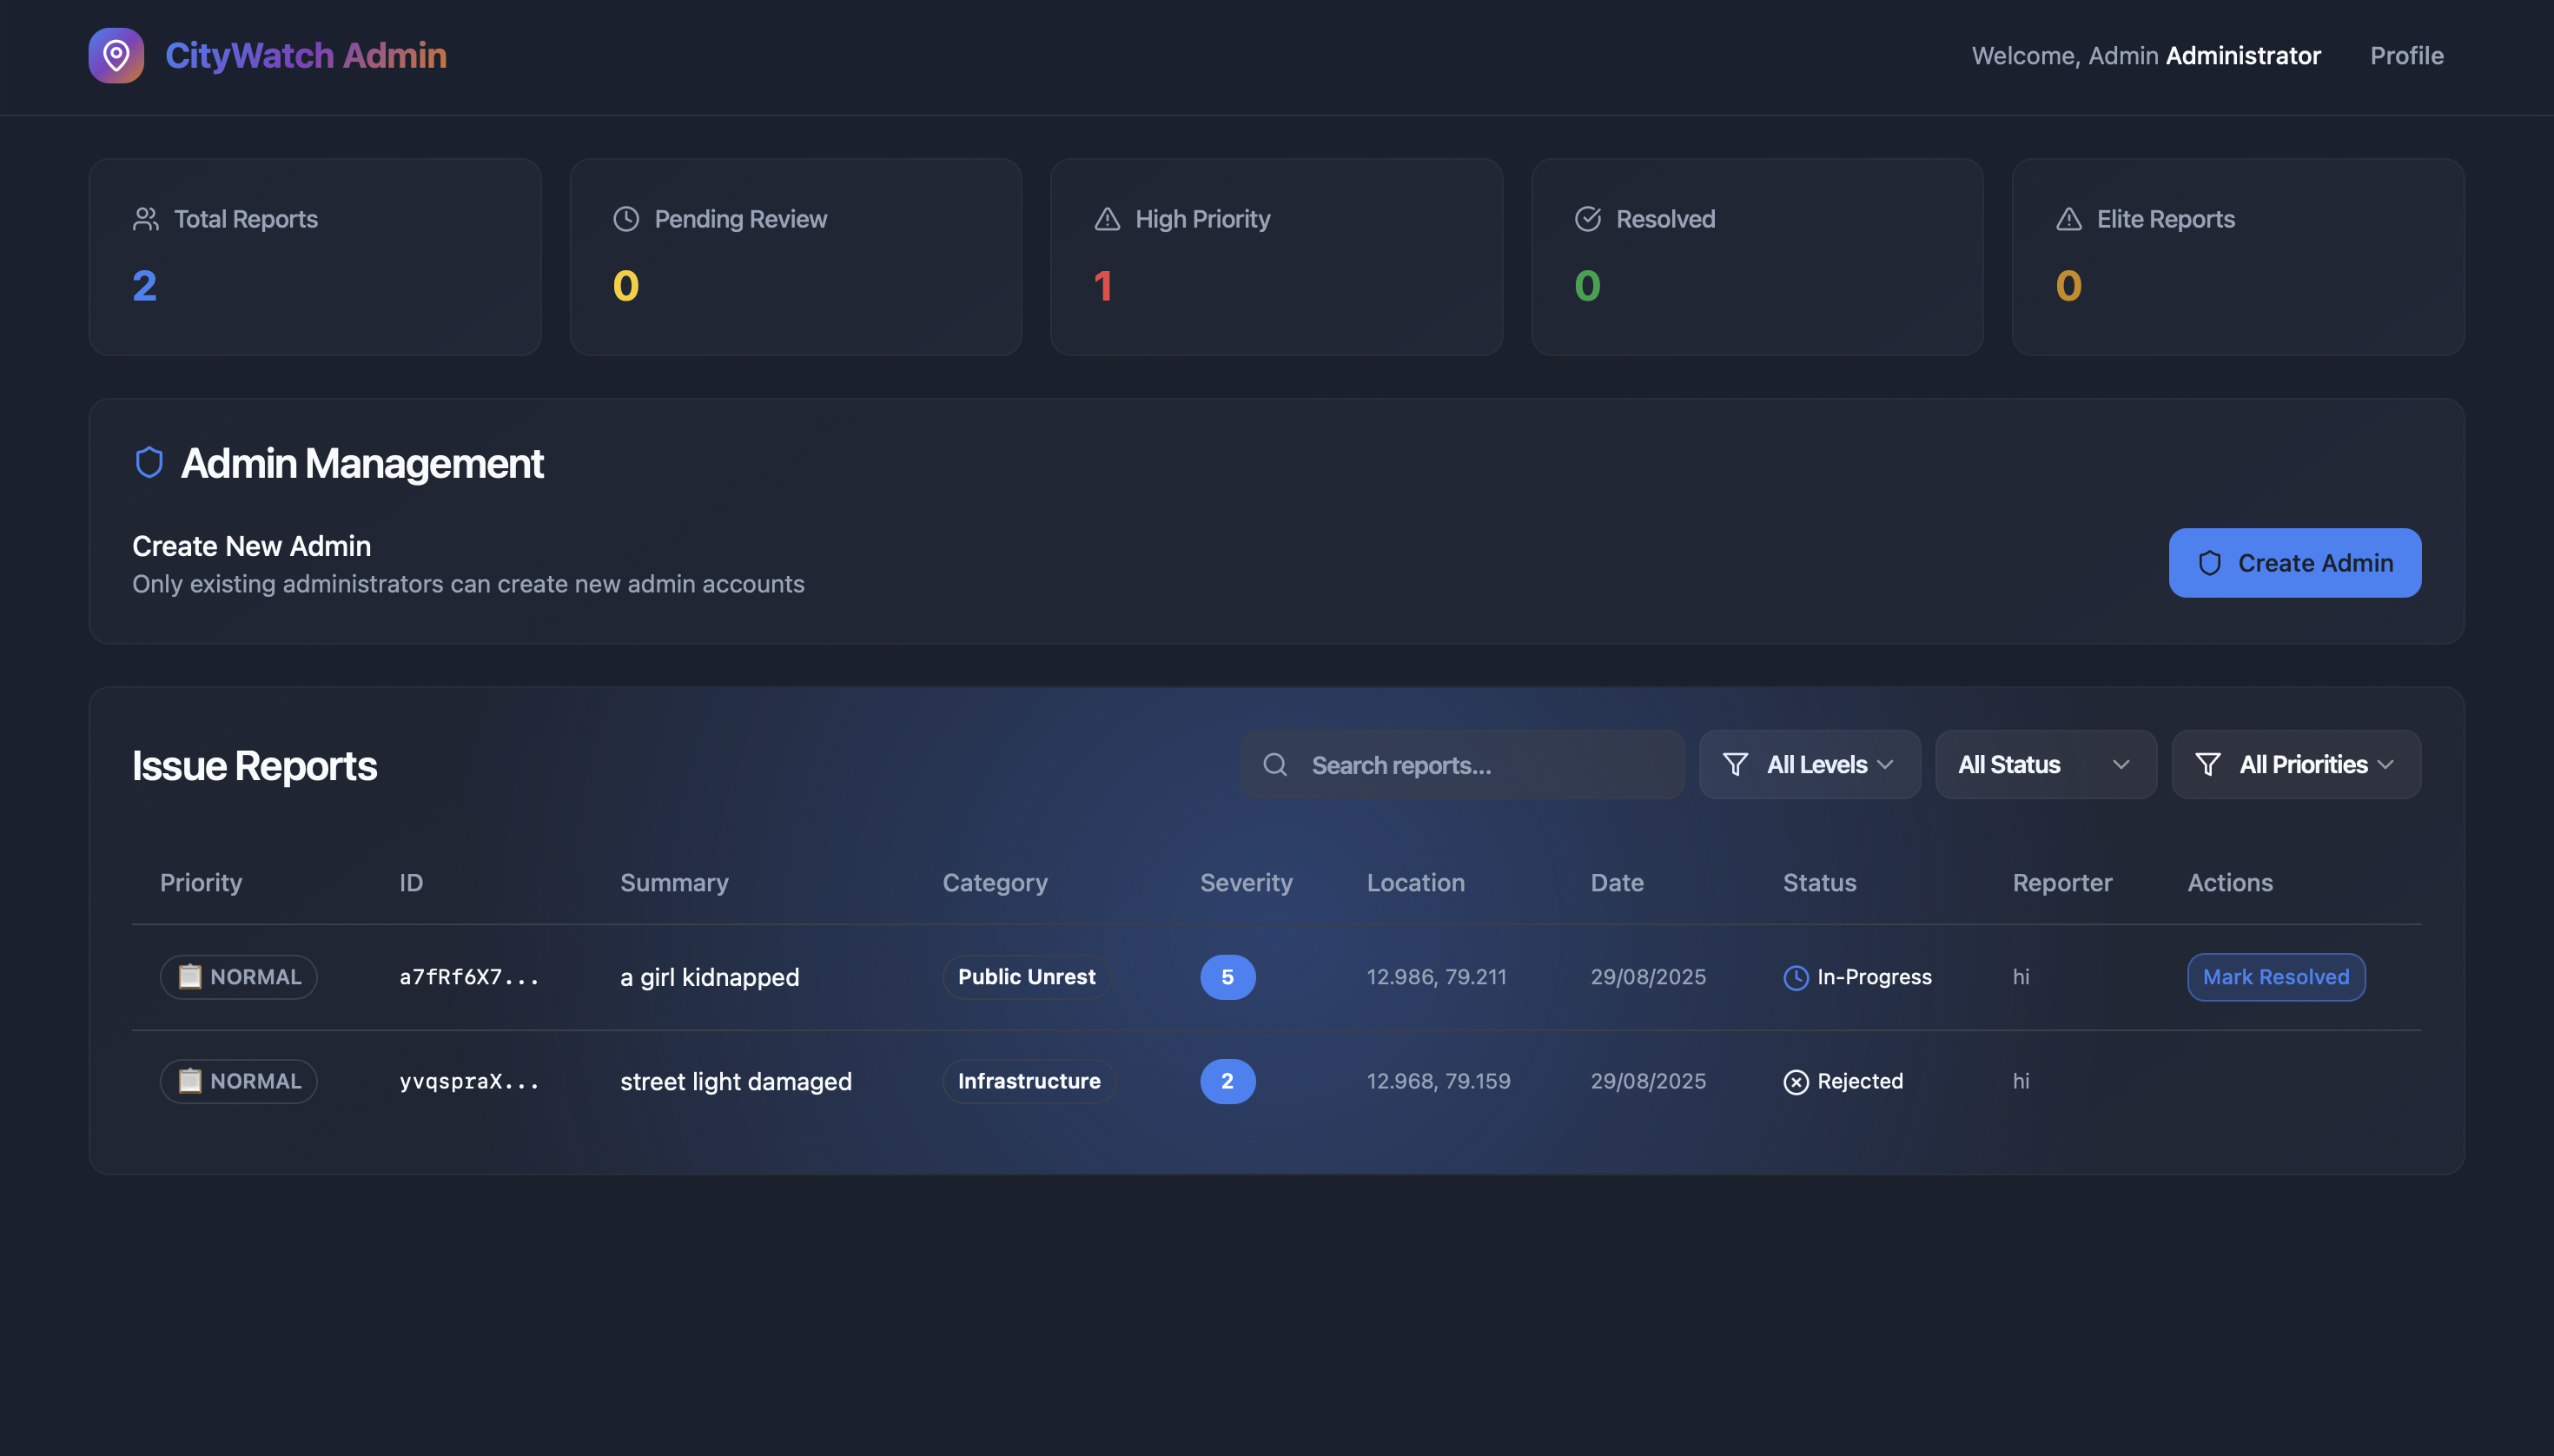 CityWatch Admin
Welcome, Admin Administrator
Profile
Total Reports
2
Pending Review
0
High Priority
1
Resolved
0
Elite Reports
0
Admin Management
Create New Admin
Only existing administrators can create new admin accounts
Create Admin
Issue Reports
Search reports...
All Levels
All Status
All Priorities
Priority ID Summary Category Severity Location Date Status Reporter Actions
NORMAL a7fRf6X7... a girl kidnapped Public Unrest 5 12.986, 79.211 29/08/2025 In-Progress hi Mark Resolved
NORMAL yvqspraX... street light damaged Infrastructure 2 12.968, 79.159 29/08/2025 Rejected hi